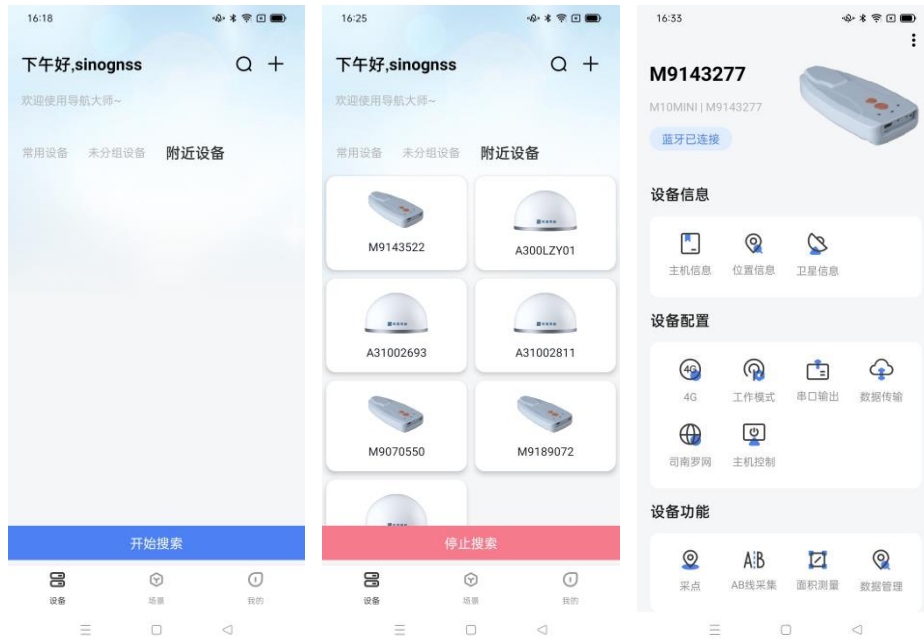 16:18
下午好,sinognss
欢迎使用导航大师~
常用设备 未分组设备 附近设备
开始搜索
设备 场景 我的
16:25
下午好,sinognss
欢迎使用导航大师~
常用设备 未分组设备 附近设备
M9143522 A300LZY01
A31002693 A31002811
M9070550 M9189072
停止搜索
设备 场景 我的
16:33
M9143277
M10MINI | M9143277
蓝牙已连接
设备信息
主机信息 位置信息 卫星信息
设备配置
4G
4G 工作模式 串口输出 数据传输
司南罗网 主机控制
设备功能
A B
采点 AB线采集 面积测量 数据管理